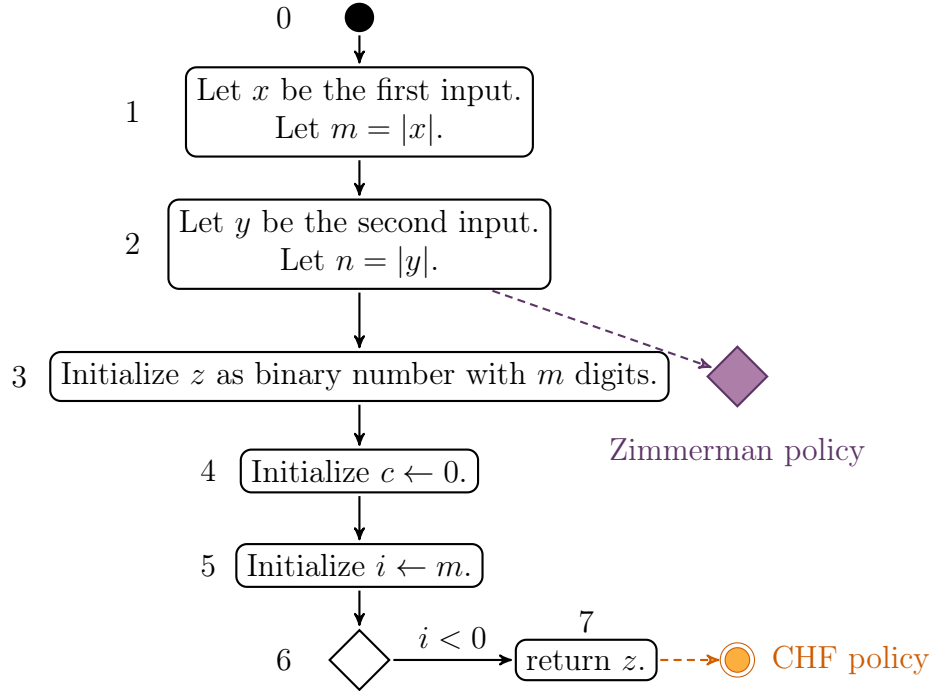 0
1
Let x be the first input.
Let m = |x|.
2
Let y be the second input.
Let n = |y|.
3
Initialize z as binary number with m digits.
Zimmerman policy
4
Initialize c ← 0.
5
Initialize i ← m.
6
i < 0
7
return z.
CHF policy